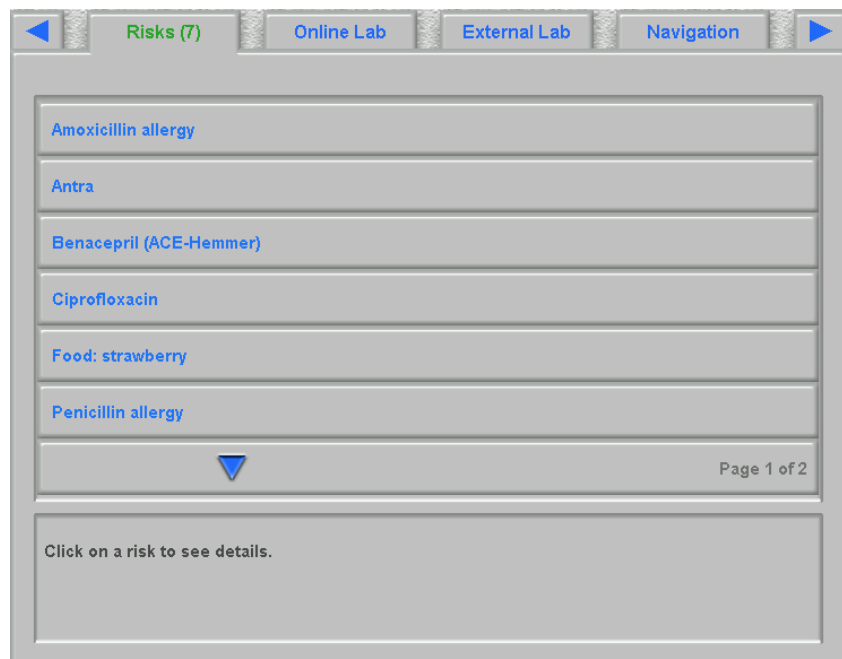 Risks (7) Online Lab External Lab Navigation
Amoxicillin allergy
Antra
Benacepril (ACE-Hemmer)
Ciprofloxacin
Food: strawberry
Penicillin allergy
Page 1 of 2
Click on a risk to see details.